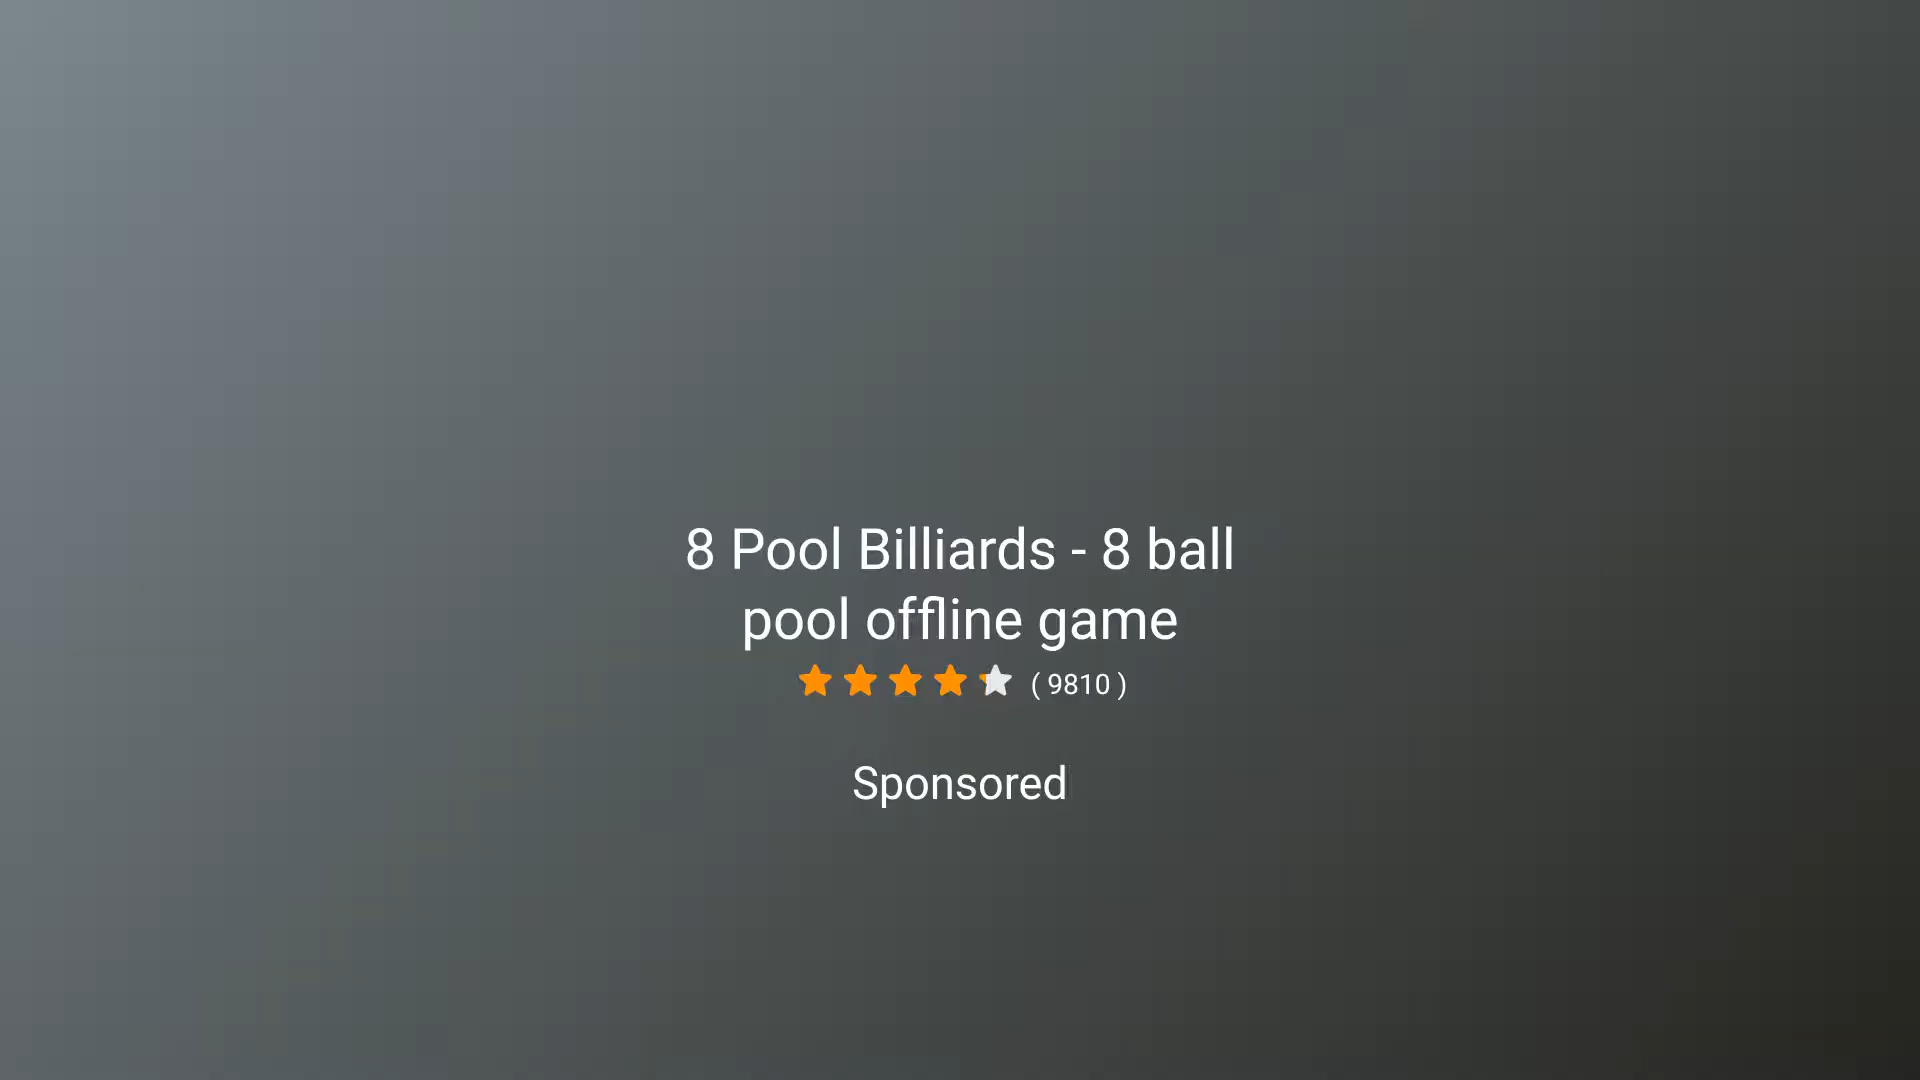 8 Pool Billiards - 8 ball
pool offline game
( 9810 )
Sponsored